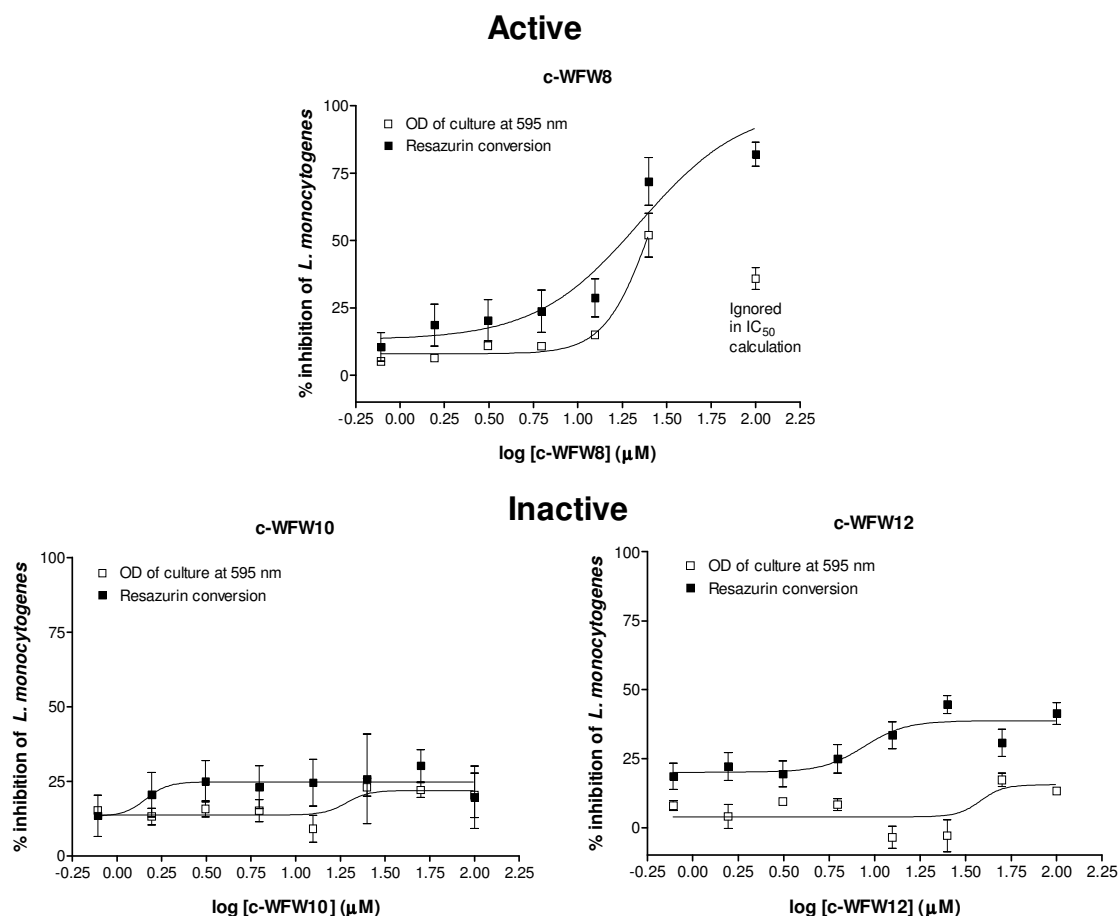 Active
c-WFW8
OD of culture at 595 nm
Resazurin conversion
% inhibition of L. monocytogenes
100
75
50
25
0
Ignored
in IC50
calculation
-0.25 0.00 0.25 0.50 0.75 1.00 1.25 1.50 1.75 2.00 2.25
log [c-WFW8] (μM)
Inactive
c-WFW10
OD of culture at 595 nm
Resazurin conversion
% inhibition of L. monocytogenes
100
75
50
25
0
-0.25 0.00 0.25 0.50 0.75 1.00 1.25 1.50 1.75 2.00 2.25
log [c-WFW10] (μM)
c-WFW12
OD of culture at 595 nm
Resazurin conversion
% inhibition of L. monocytogenes
100
75
50
25
0
-0.25 0.00 0.25 0.50 0.75 1.00 1.25 1.50 1.75 2.00 2.25
log [c-WFW12] (μM)